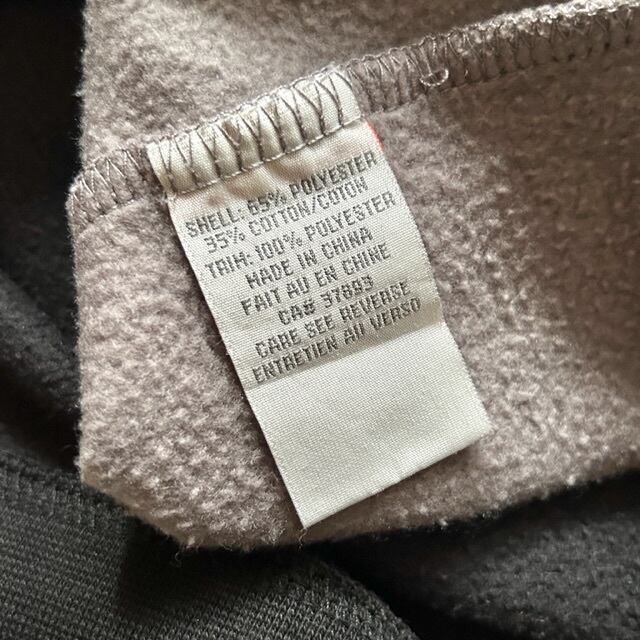 SHELL: 65% POLYESTER
35% COTTON/COTON
TRIM: 100% POLYESTER
MADE IN CHINA
FAIT AU EN CHINE
CA# 37883
CARE SEE REVERSE
ENTRETIEN AU VERSO